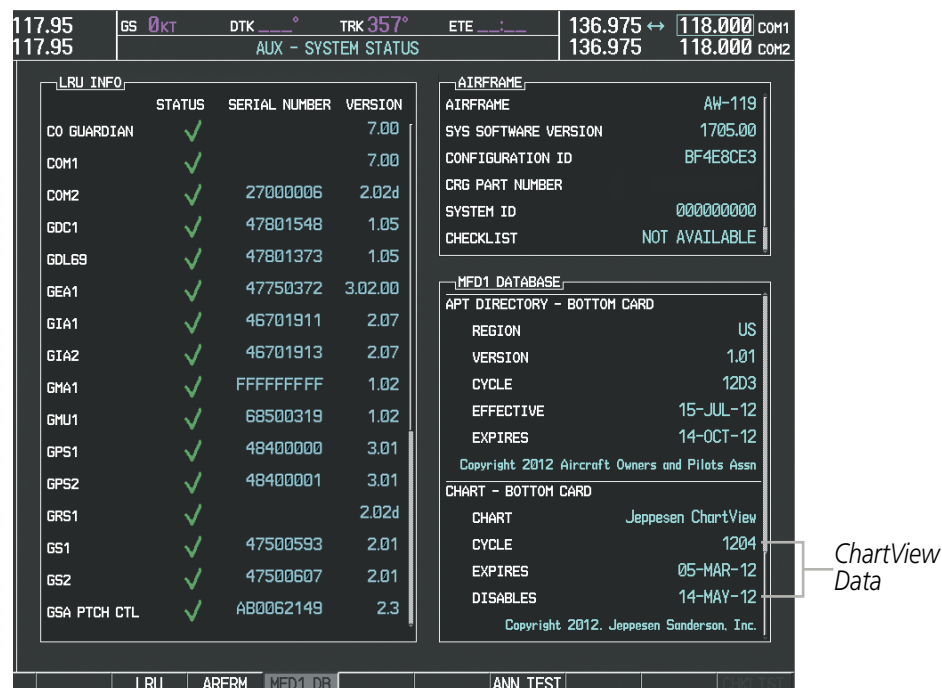 117.95 GS 0KT DTK ___° TRK 357° ETE __:__ 136.975 ↔ 118.000 COM1
117.95 AUX - SYSTEM STATUS 136.975 118.000 COM2
LRU INFO
STATUS SERIAL NUMBER VERSION
CO GUARDIAN ✓ 7.00
COM1 ✓ 7.00
COM2 ✓ 27000006 2.02d
GDC1 ✓ 47801548 1.05
GDL69 ✓ 47801373 1.05
GEA1 ✓ 47750372 3.02.00
GIA1 ✓ 46701911 2.07
GIA2 ✓ 46701913 2.07
GMA1 ✓ FFFFFFFFF 1.02
GMU1 ✓ 68500319 1.02
GPS1 ✓ 48400000 3.01
GPS2 ✓ 48400001 3.01
GRS1 ✓ 2.02d
GS1 ✓ 47500593 2.01
GS2 ✓ 47500607 2.01
GSA PTCH CTL ✓ AB0062149 2.3
AIRFRAME
AIRFRAME AW-119
SYS SOFTWARE VERSION 1705.00
CONFIGURATION ID BF4E8CE3
CRG PART NUMBER
SYSTEM ID 000000000
CHECKLIST NOT AVAILABLE
MFD1 DATABASE
APT DIRECTORY - BOTTOM CARD
REGION US
VERSION 1.01
CYCLE 12D3
EFFECTIVE 15-JUL-12
EXPIRES 14-OCT-12
Copyright 2012 Aircraft Owners and Pilots Assn
CHART - BOTTOM CARD
CHART Jeppesen ChartView
CYCLE 1204
EXPIRES 05-MAR-12
DISABLES 14-MAY-12
Copyright 2012. Jeppesen Sanderson, Inc.
ChartView
Data
LRU ARFRM MFD1 DB ANN TEST CHKLIST